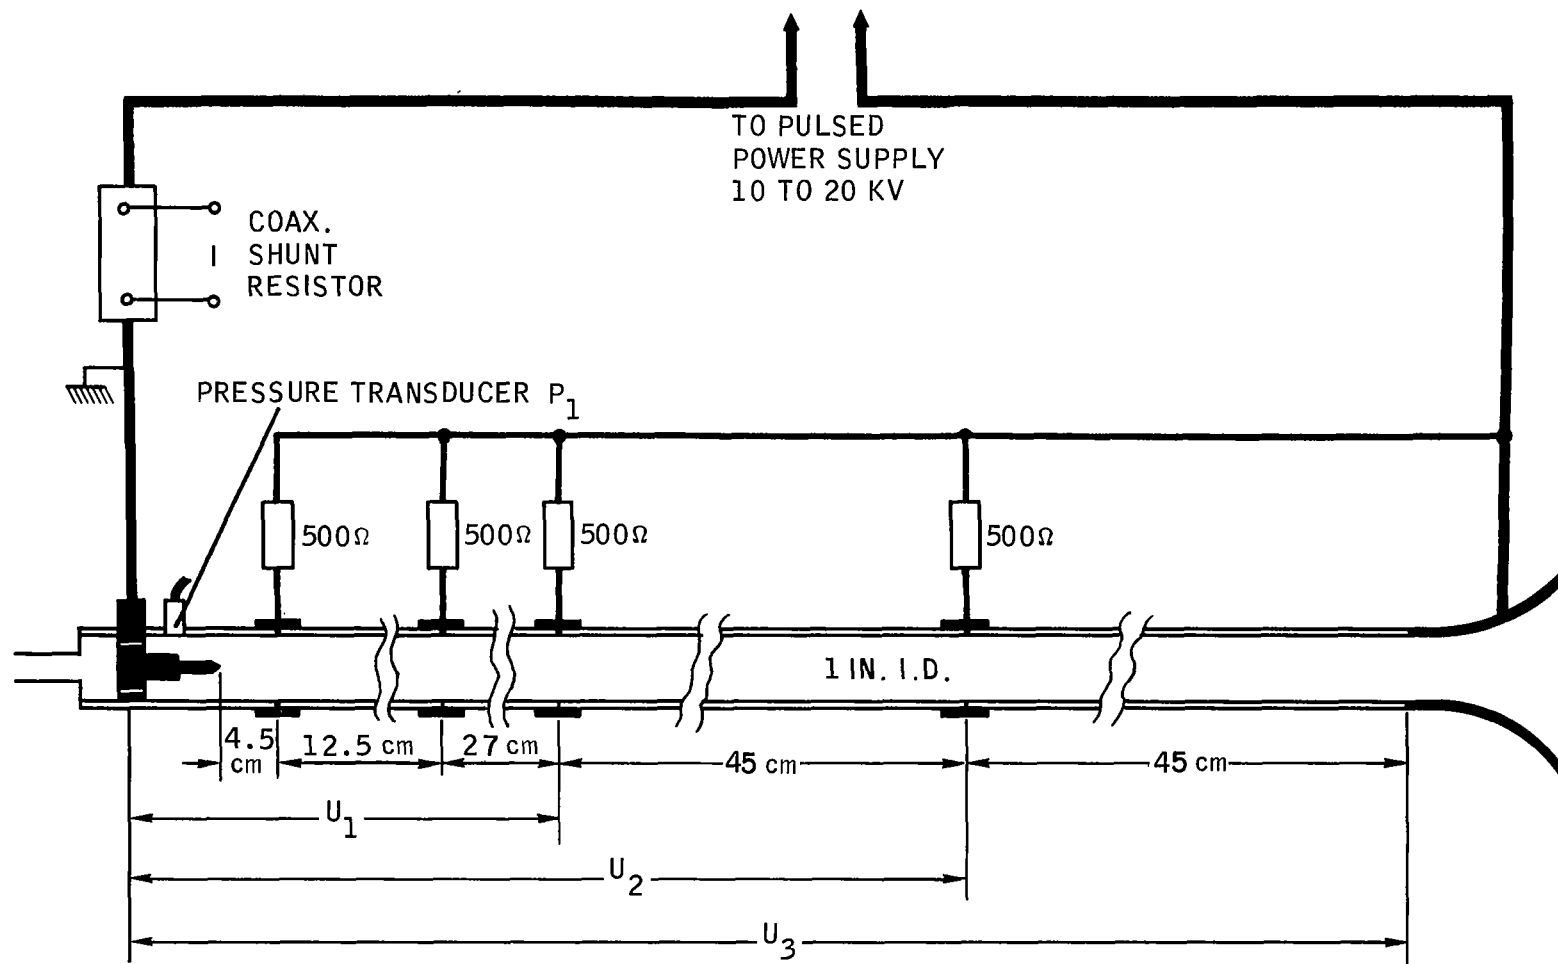 TO PULSED
POWER SUPPLY
10 TO 20 KV
COAX.
I SHUNT
RESISTOR
PRESSURE TRANSDUCER P₁
500Ω 500Ω 500Ω 500Ω
1 IN. I.D.
4.5 cm
12.5 cm 27 cm 45 cm 45 cm
U₁
U₂
U₃